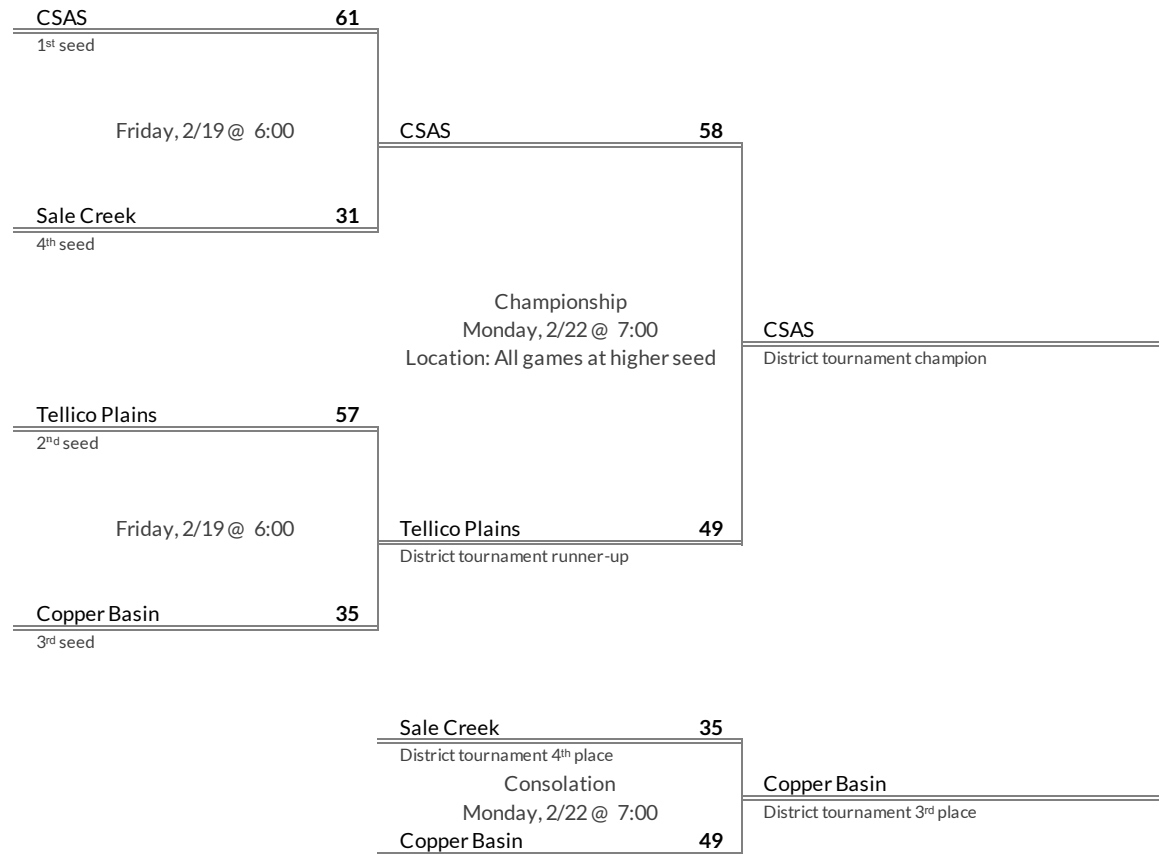 CSAS 61
1st seed
Friday, 2/19 @ 6:00
CSAS 58
Sale Creek 31
4th seed
Championship
Monday, 2/22 @ 7:00
Location: All games at higher seed
CSAS
District tournament champion
Tellico Plains 57
2nd seed
Friday, 2/19 @ 6:00
Tellico Plains 49
District tournament runner-up
Copper Basin 35
3rd seed
Sale Creek 35
District tournament 4th place
Consolation
Monday, 2/22 @ 7:00
Copper Basin 49
Copper Basin
District tournament 3rd place